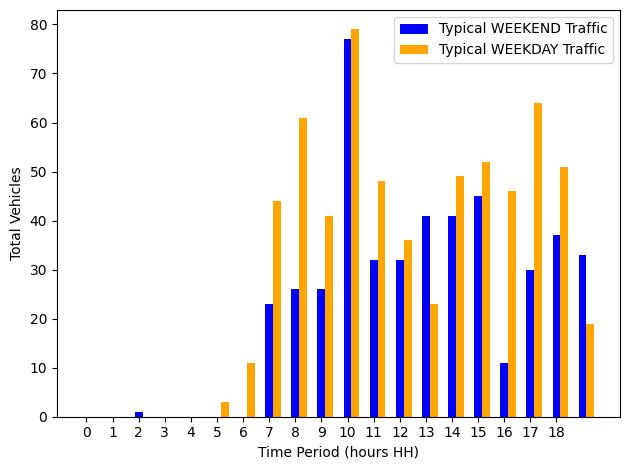 Typical WEEKEND Traffic
Typical WEEKDAY Traffic
Total Vehicles
80
70
60
50
40
30
20
10
0
0 1 2 3 4 5 6 7 8 9 10 11 12 13 14 15 16 17 18
Time Period (hours HH)